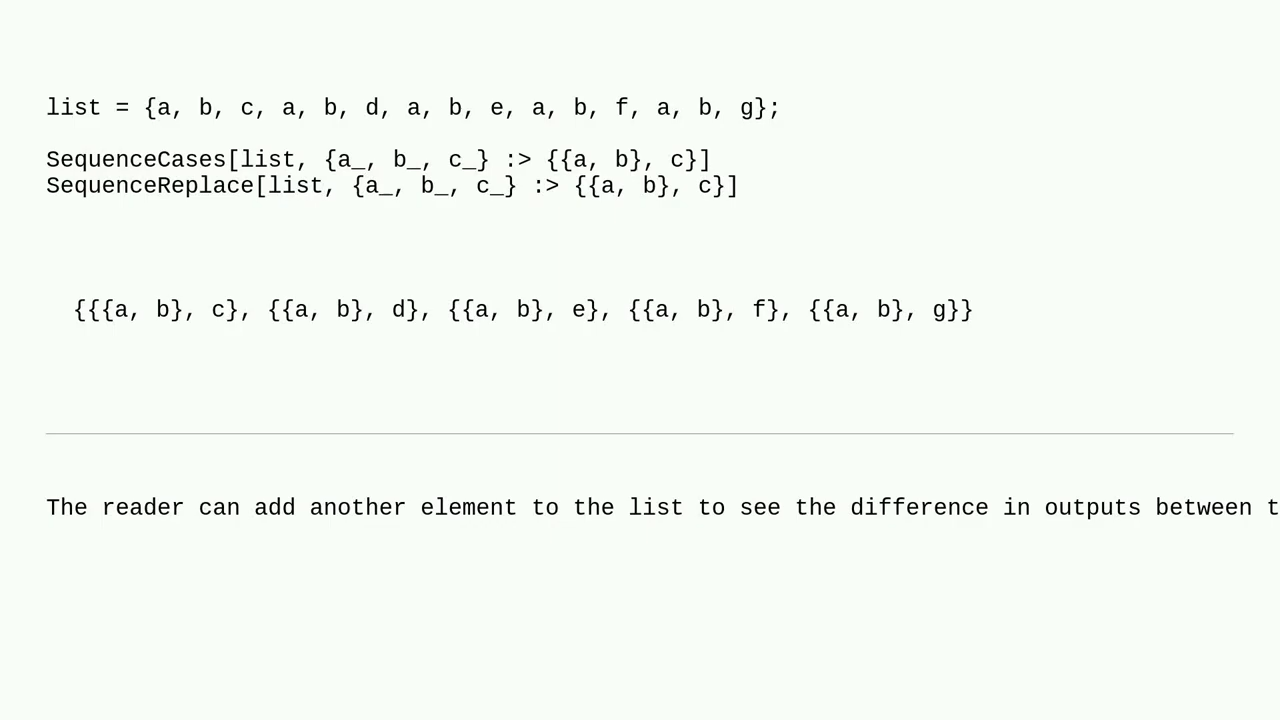 list = {a, b, c, a, b, d, a, b, e, a, b, f, a, b, g};
SequenceCases[list, {a_, b_, c_} :> {{a, b}, c}]
SequenceReplace[list, {a_, b_, c_} :> {{a, b}, c}]
{{{a, b}, c}, {{a, b}, d}, {{a, b}, e}, {{a, b}, f}, {{a, b}, g}}
The reader can add another element to the list to see the difference in outputs between